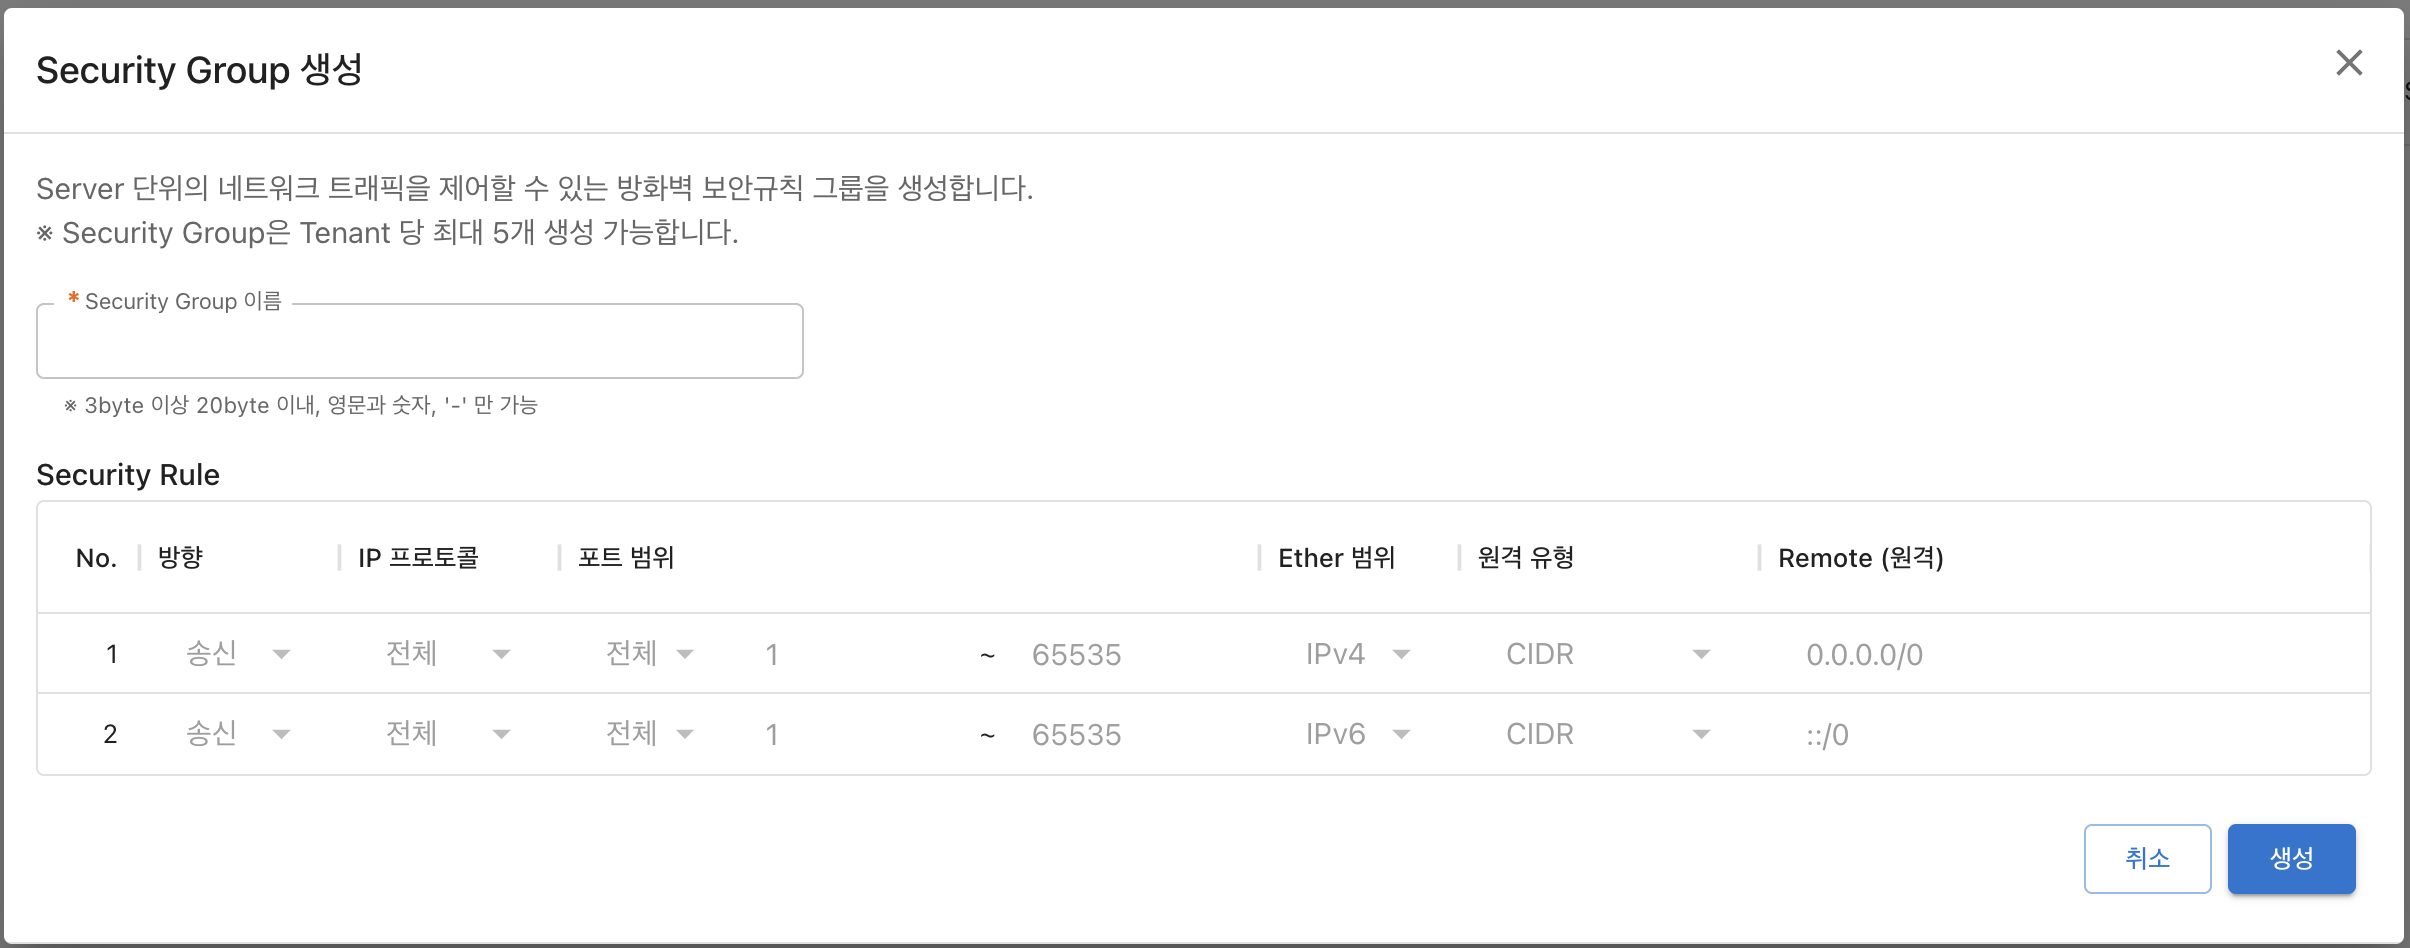 Security Group 생성
Server 단위의 네트워크 트래픽을 제어할 수 있는 방화벽 보안규칙 그룹을 생성합니다.
※ Security Group은 Tenant 당 최대 5개 생성 가능합니다.
* Security Group 이름
※ 3byte 이상 20byte 이내, 영문과 숫자, '-' 만 가능
Security Rule
No. 방향 IP 프로토콜 포트 범위 Ether 범위 원격 유형 Remote (원격)
1 송신 전체 전체 1 ~ 65535 IPv4 CIDR 0.0.0.0/0
2 송신 전체 전체 1 ~ 65535 IPv6 CIDR ::/0
취소 생성